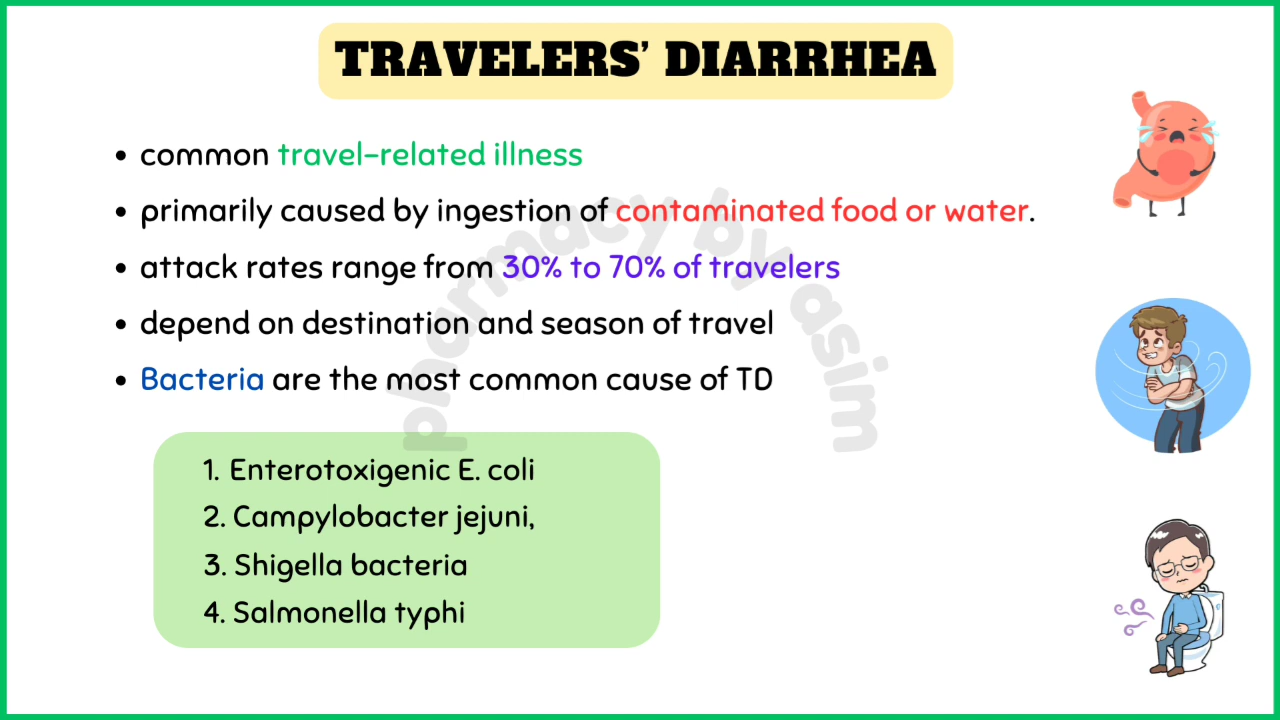 TRAVELERS' DIARRHEA
• common travel-related illness
• primarily caused by ingestion of contaminated food or water.
• attack rates range from 30% to 70% of travelers
• depend on destination and season of travel
• Bacteria are the most common cause of TD
1. Enterotoxigenic E. coli
2. Campylobacter jejuni,
3. Shigella bacteria
4. Salmonella typhi
pharmacy by asim